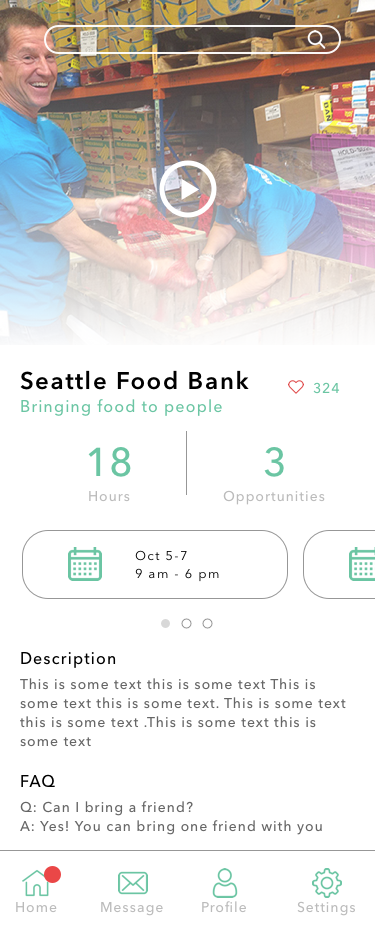 Seattle Food Bank
324
Bringing food to people
18
3
Hours
Opportunities
Oct 5-7
9 am - 6 pm
Description
This is some text this is some text This is
some text this is some text. This is some text
this is some text .This is some text this is
some text
FAQ
Q: Can I bring a friend?
A: Yes! You can bring one friend with you
Home
Message
Profile
Settings